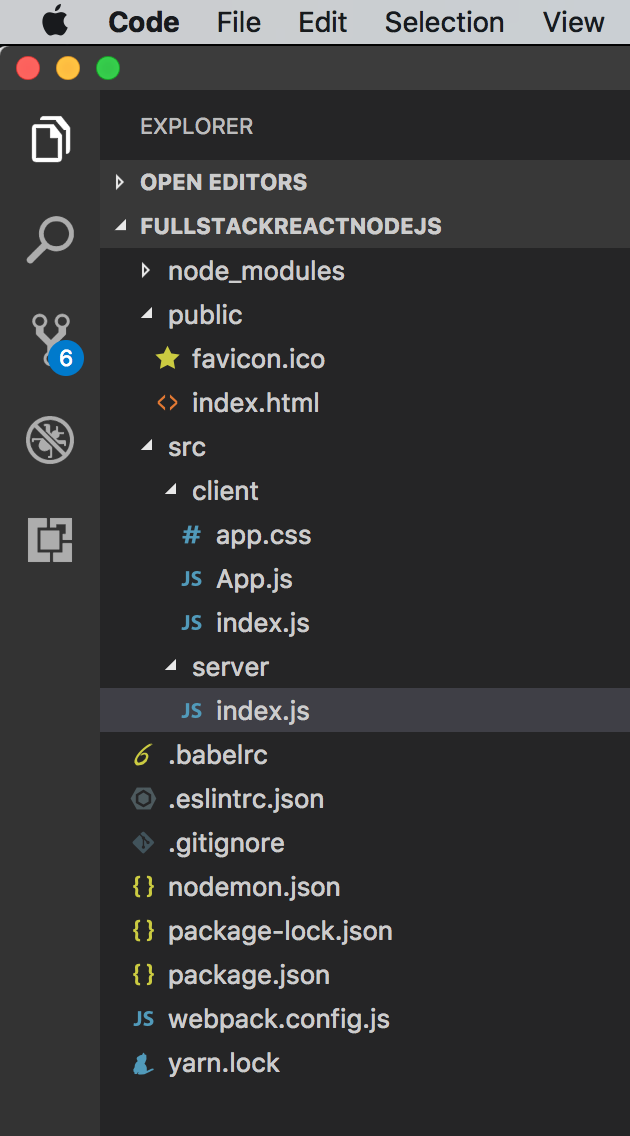 Code File Edit Selection View
EXPLORER
OPEN EDITORS
FULLSTACKREACTNODEJS
node_modules
public
favicon.ico
<> index.html
src
6
client
# app.css
JS App.js
JS index.js
server
JS index.js
6 .babelrc
.eslintrc.json
.gitignore
{} nodemon.json
{} package-lock.json
{} package.json
JS webpack.config.js
yarn.lock